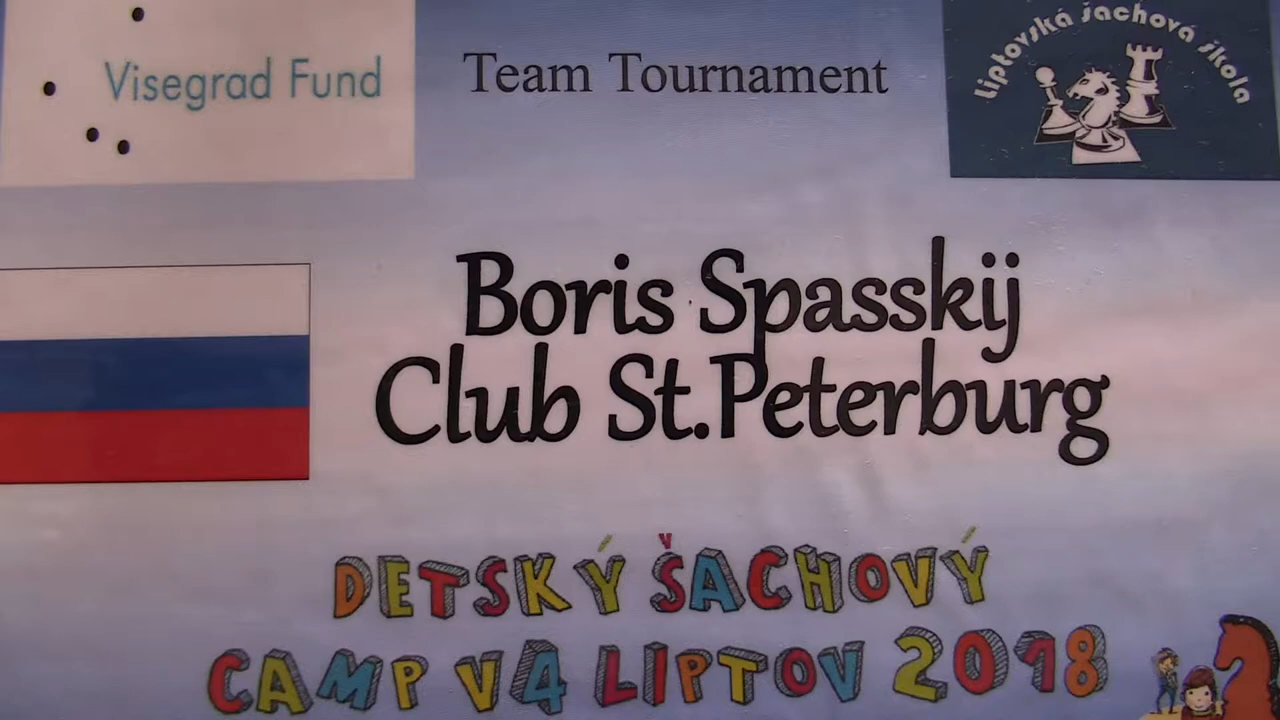 Visegrad Fund
Team Tournament
Liptovská šachová škola
Boris Spasskij
Club St.Peterburg
DETSKÝ ŠACHOVÝ
CAMP V4 LIPTOV 2018